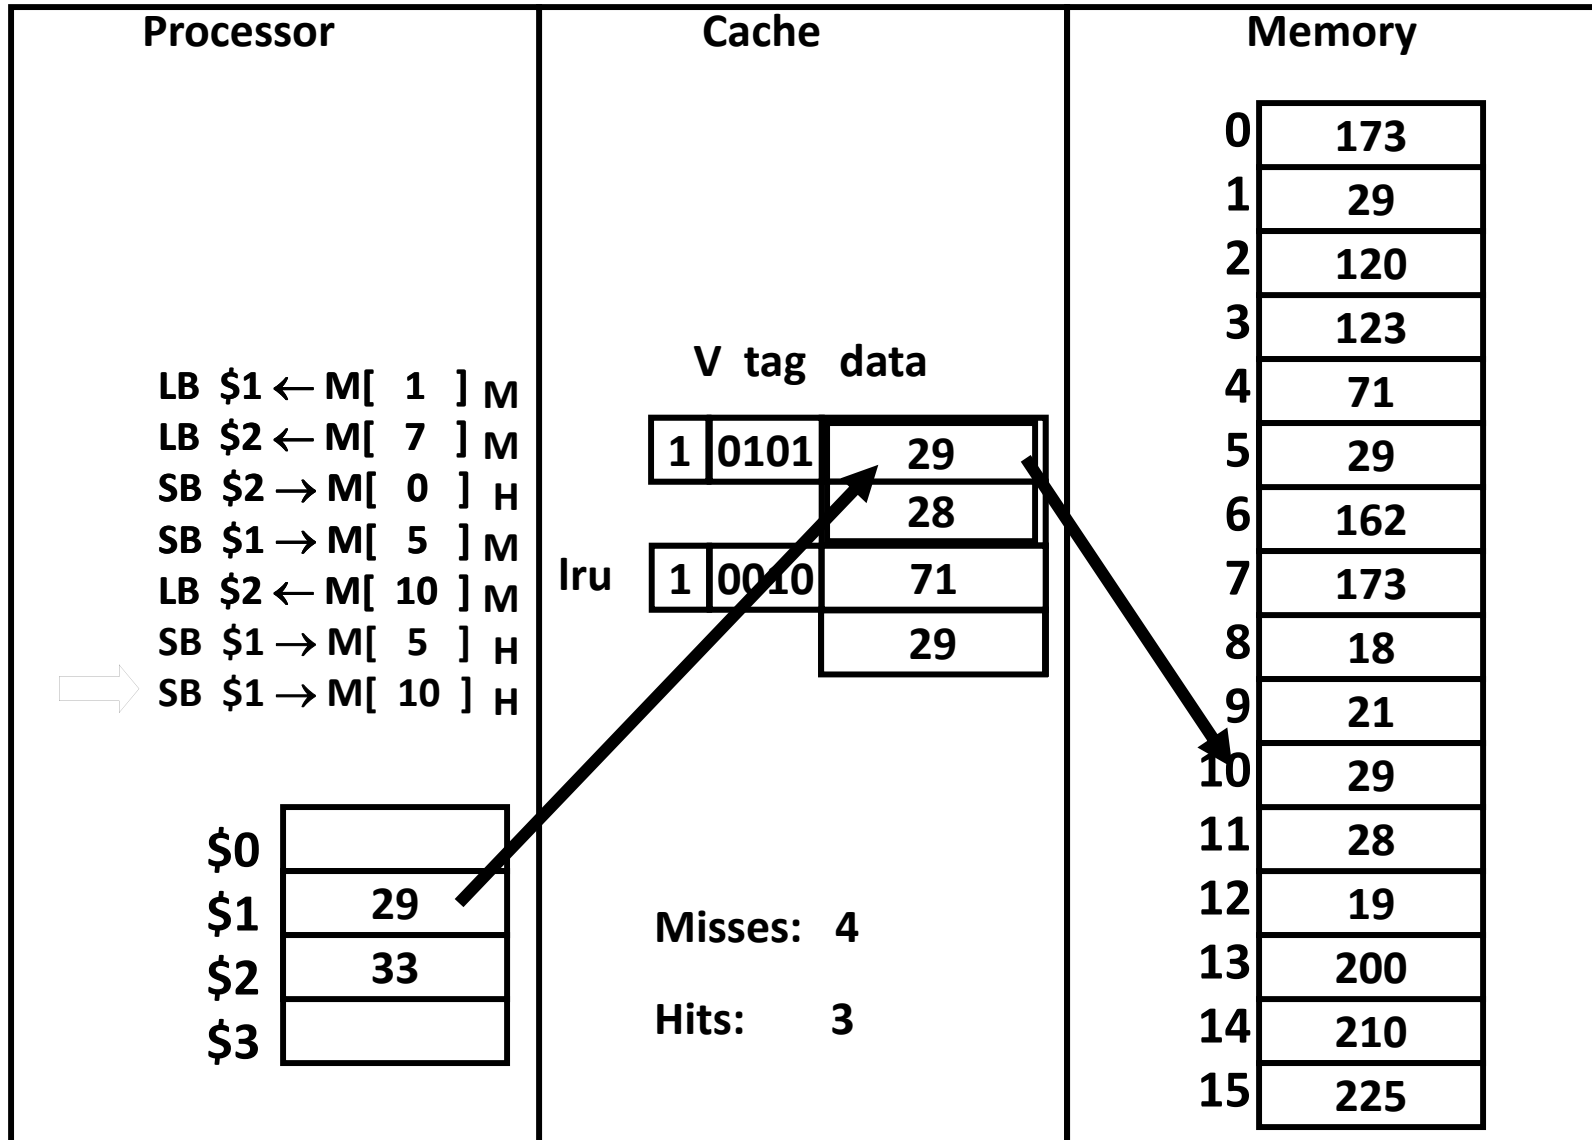 Processor Cache Memory
LB $1 ← M[ 1 ] M
LB $2 ← M[ 7 ] M
SB $2 → M[ 0 ] H
SB $1 → M[ 5 ] M
LB $2 ← M[ 10 ] M
SB $1 → M[ 5 ] H
SB $1 → M[ 10 ] H
$0
$1 29
$2 33
$3
V tag data
1 0101 29
28
lru 1 0010 71
29
Misses: 4
Hits: 3
0 173
1 29
2 120
3 123
4 71
5 29
6 162
7 173
8 18
9 21
10 29
11 28
12 19
13 200
14 210
15 225